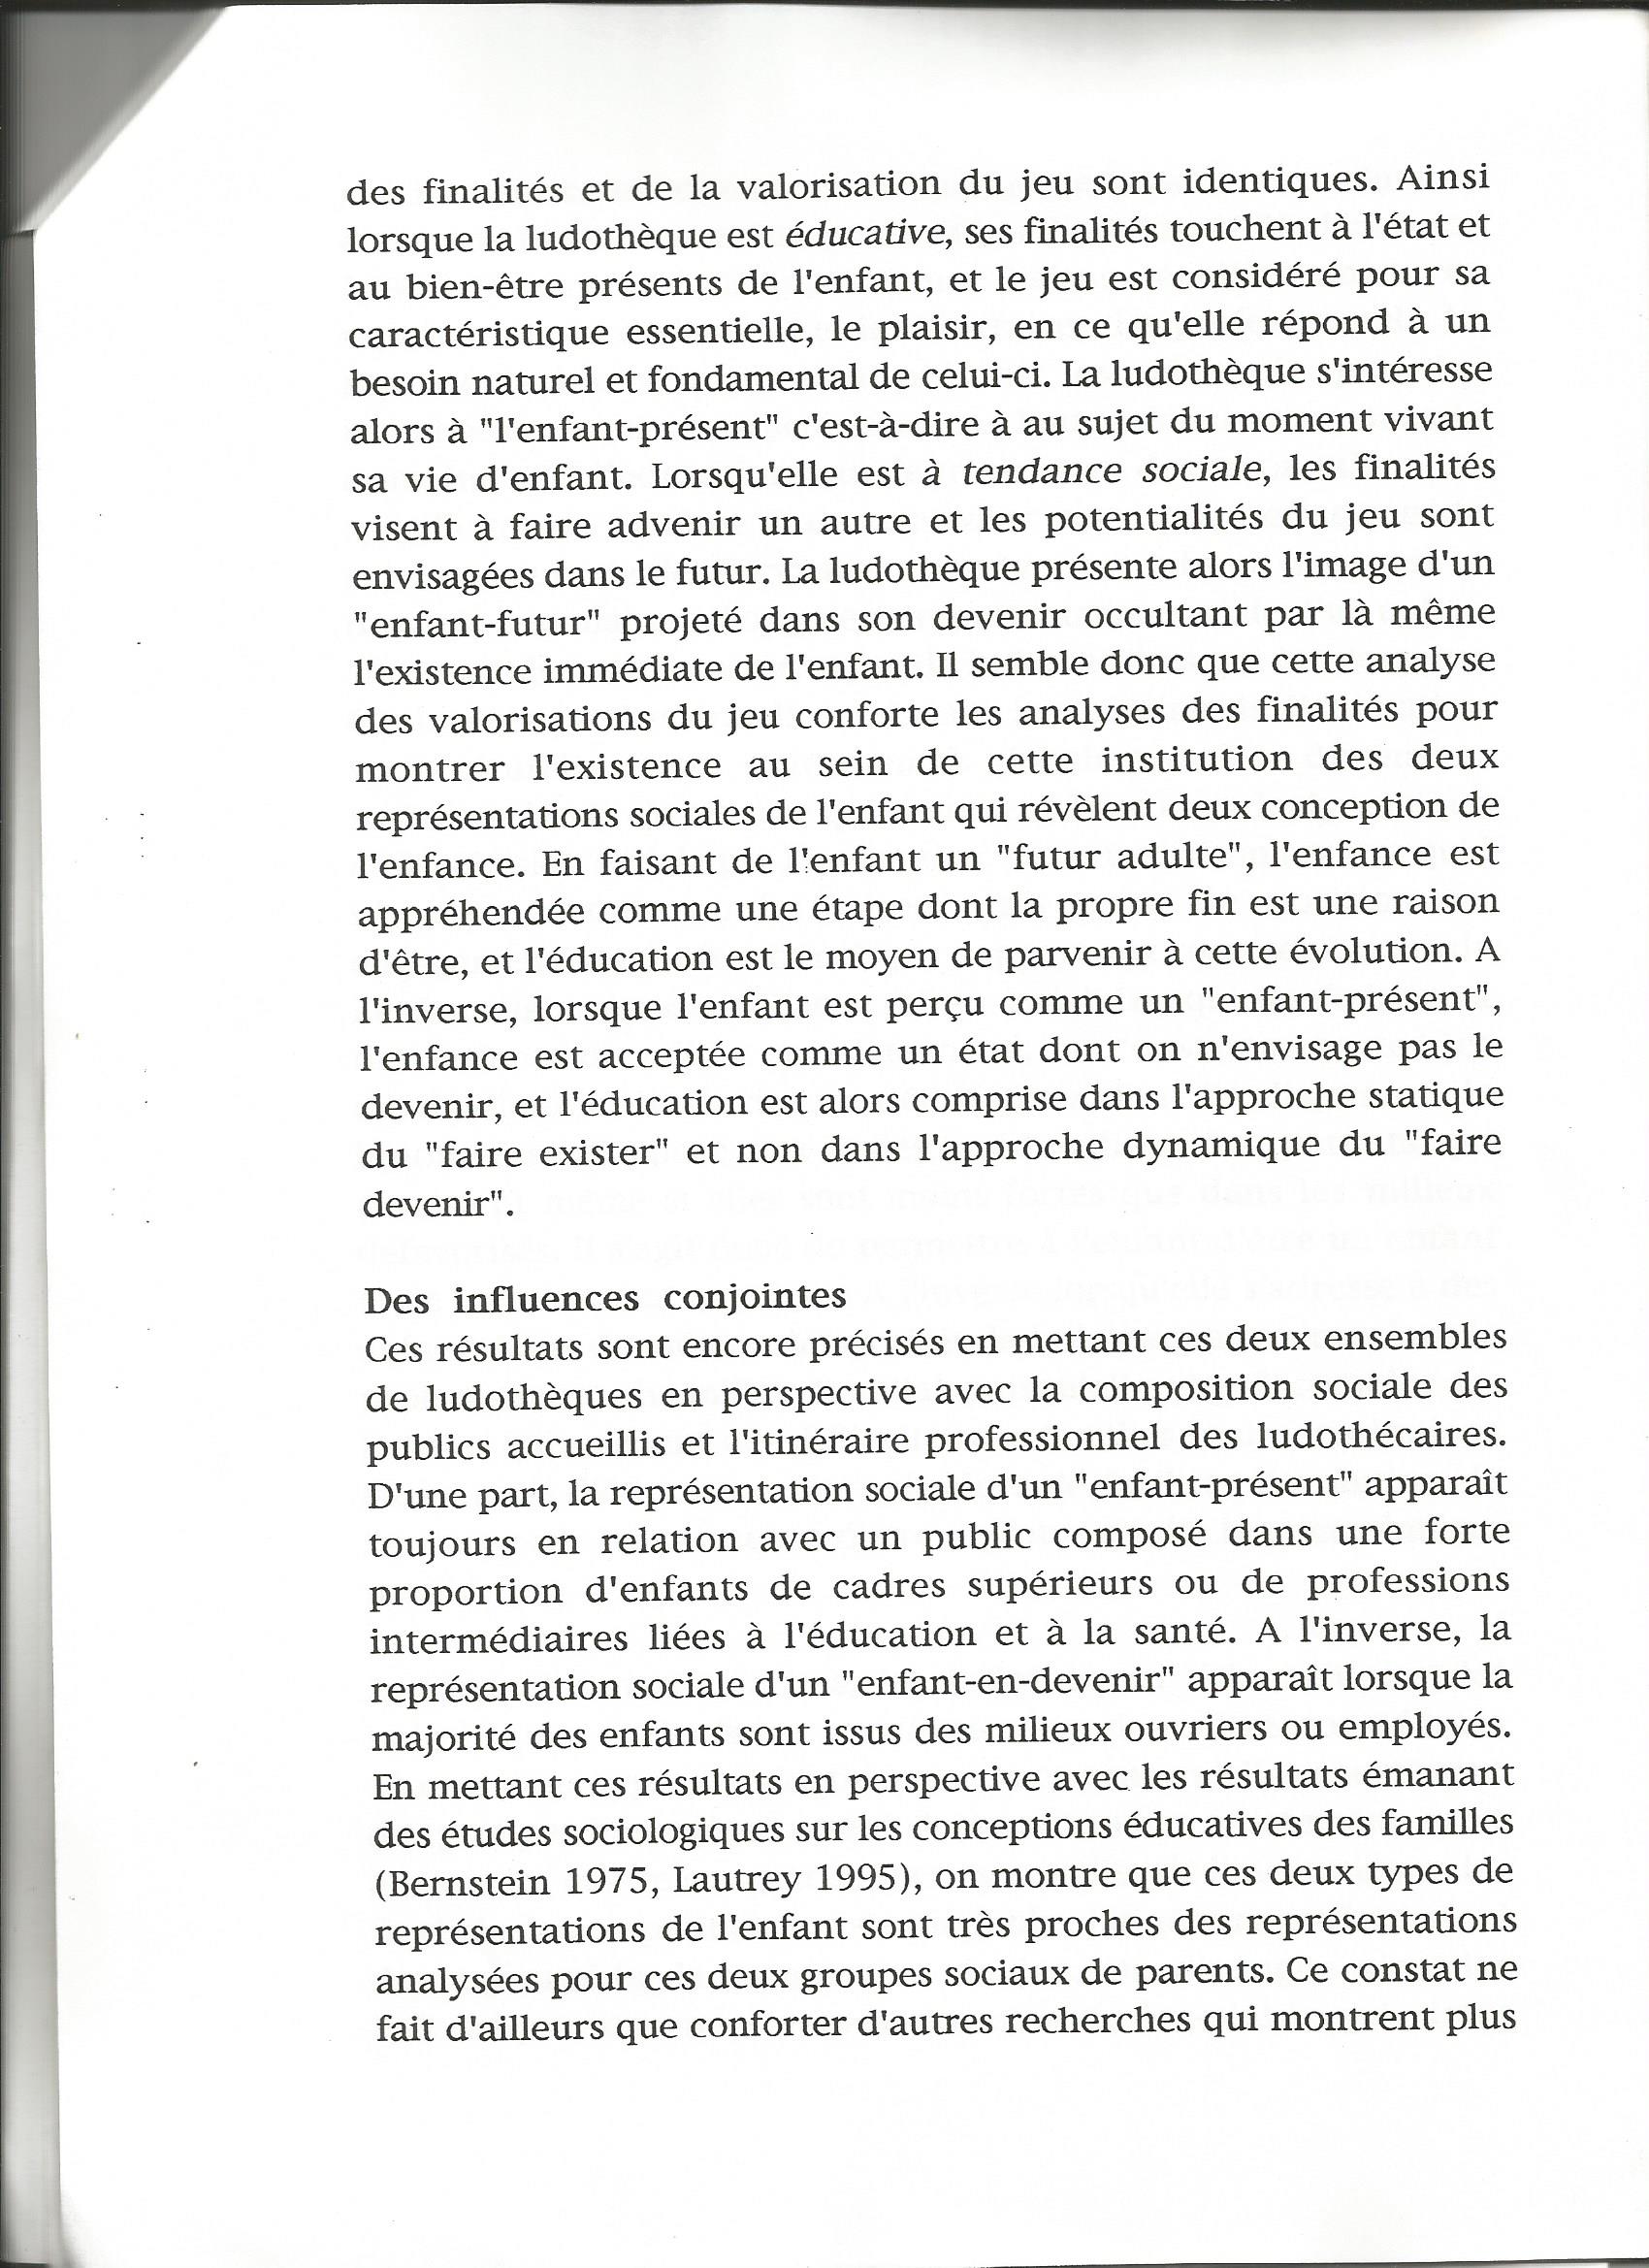 des finalités et de la valorisation du jeu sont identiques. Ainsi
lorsque la ludothèque est éducative, ses finalités touchent à l'état et
au bien-être présents de l'enfant, et le jeu est considéré pour sa
caractéristique essentielle, le plaisir, en ce qu'elle répond à un
besoin naturel et fondamental de celui-ci. La ludothèque s'intéresse
alors à "l'enfant-présent" c'est-à-dire à au sujet du moment vivant
sa vie d'enfant. Lorsqu'elle est à tendance sociale, les finalités
visent à faire advenir un autre et les potentialités du jeu sont
envisagées dans le futur. La ludothèque présente alors l'image d'un
"enfant-futur" projeté dans son devenir occultant par là même
l'existence immédiate de l'enfant. Il semble donc que cette analyse
des valorisations du jeu conforte les analyses des finalités pour
montrer l'existence au sein de cette institution des deux
représentations sociales de l'enfant qui révèlent deux conception de
l'enfance. En faisant de l'enfant un "futur adulte", l'enfance est
appréhendée comme une étape dont la propre fin est une raison
d'être, et l'éducation est le moyen de parvenir à cette évolution. A
l'inverse, lorsque l'enfant est perçu comme un "enfant-présent",
l'enfance est acceptée comme un état dont on n'envisage pas le
devenir, et l'éducation est alors comprise dans l'approche statique
du "faire exister" et non dans l'approche dynamique du "faire
devenir".
Des influences conjointes
Ces résultats sont encore précisés en mettant ces deux ensembles
de ludothèques en perspective avec la composition sociale des
publics accueillis et l'itinéraire professionnel des ludothécaires.
D'une part, la représentation sociale d'un "enfant-présent" apparaît
toujours en relation avec un public composé dans une forte
proportion d'enfants de cadres supérieurs ou de professions
intermédiaires liées à l'éducation et à la santé. A l'inverse, la
représentation sociale d'un "enfant-en-devenir" apparaît lorsque la
majorité des enfants sont issus des milieux ouvriers ou employés.
En mettant ces résultats en perspective avec les résultats émanant
des études sociologiques sur les conceptions éducatives des familles
(Bernstein 1975, Lautrey 1995), on montre que ces deux types de
représentations de l'enfant sont très proches des représentations
analysées pour ces deux groupes sociaux de parents. Ce constat ne
fait d'ailleurs que conforter d'autres recherches qui montrent plus